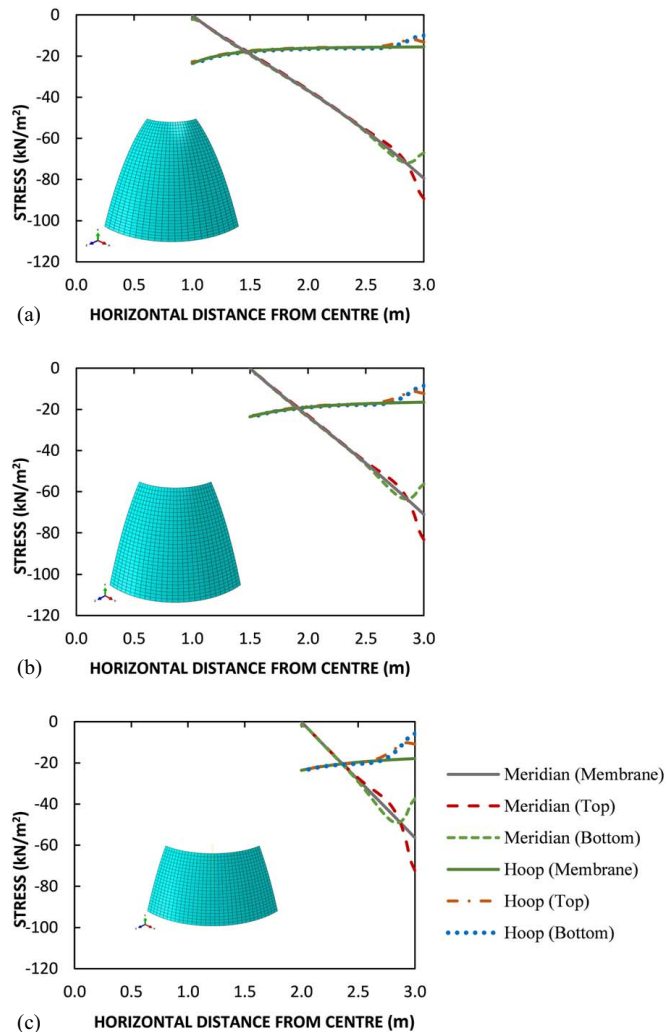 0
-20
-40
-60
-80
-100
-120
STRESS (kN/m²)
0.0 0.5 1.0 1.5 2.0 2.5 3.0
(a) HORIZONTAL DISTANCE FROM CENTRE (m)
0
-20
-40
-60
-80
-100
-120
STRESS (kN/m²)
0.0 0.5 1.0 1.5 2.0 2.5 3.0
(b) HORIZONTAL DISTANCE FROM CENTRE (m)
0
-20
-40
-60
-80
-100
-120
STRESS (kN/m²)
0.0 0.5 1.0 1.5 2.0 2.5 3.0
(c) HORIZONTAL DISTANCE FROM CENTRE (m)
Meridian (Membrane)
Meridian (Top)
Meridian (Bottom)
Hoop (Membrane)
Hoop (Top)
Hoop (Bottom)